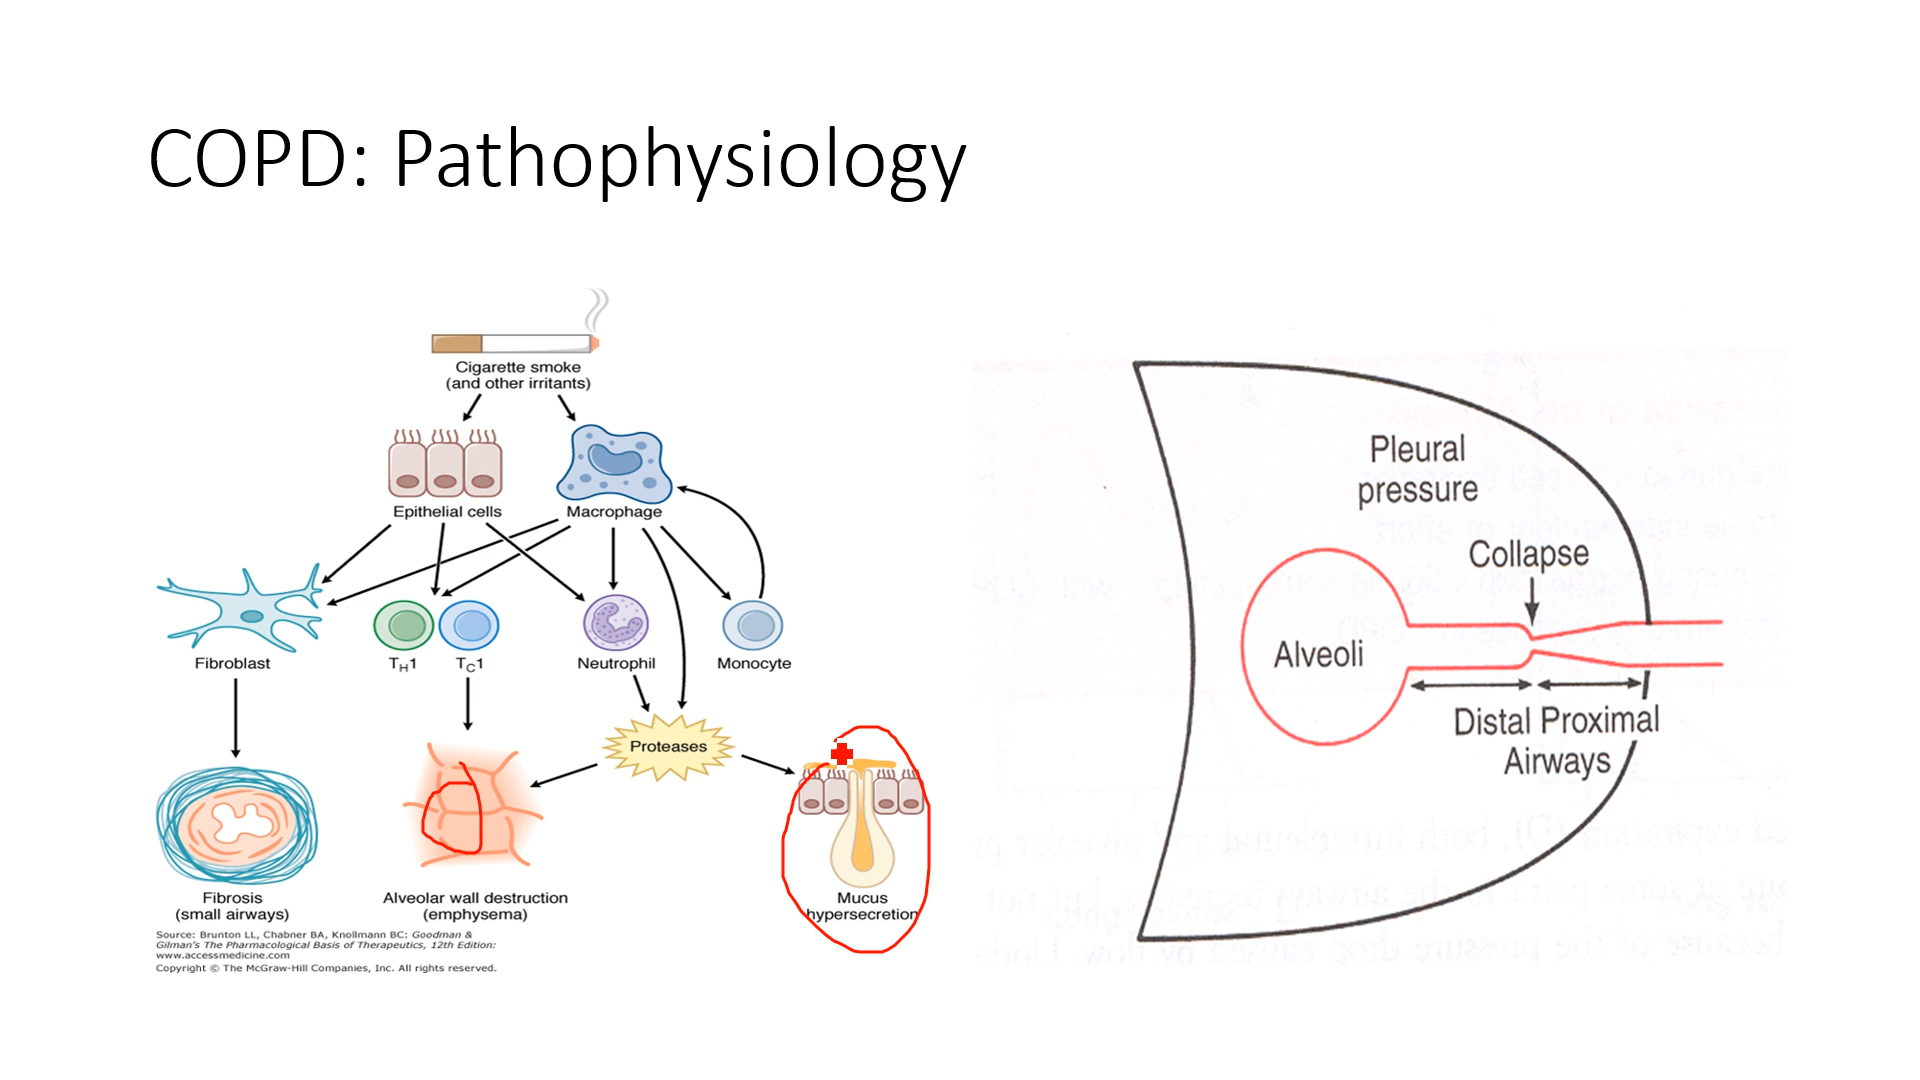 COPD: Pathophysiology
Cigarette smoke
(and other irritants)
Epithelial cells
Macrophage
Fibroblast
TH1
TC1
Neutrophil
Monocyte
Proteases
Fibrosis
(small airways)
Alveolar wall destruction
(emphysema)
Mucus
hypersecretion
Source: Brunton LL, Chabner BA, Knollmann BC: Goodman &
Gilman's The Pharmacological Basis of Therapeutics, 12th Edition:
www.accessmedicine.com
Copyright © The McGraw-Hill Companies, Inc. All rights reserved.
Pleural
pressure
Collapse
Alveoli
Distal Proximal
Airways